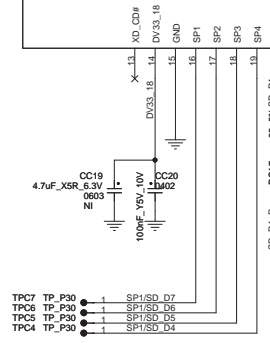 XD_CD#
DV33_18
GND
SP1
SP2
SP3
SP4
13
14
15
16
17
18
19
DV33_18
CC19
4.7uF_X5R_6.3V
0603
NI
CC20
0402
100nF_Y5V_10V
TPC7 TP_P30 1 SP1/SD_D7
TPC6 TP_P30 1 SP1/SD_D6
TPC5 TP_P30 1 SP1/SD_D5
TPC4 TP_P30 1 SP1/SD_D4